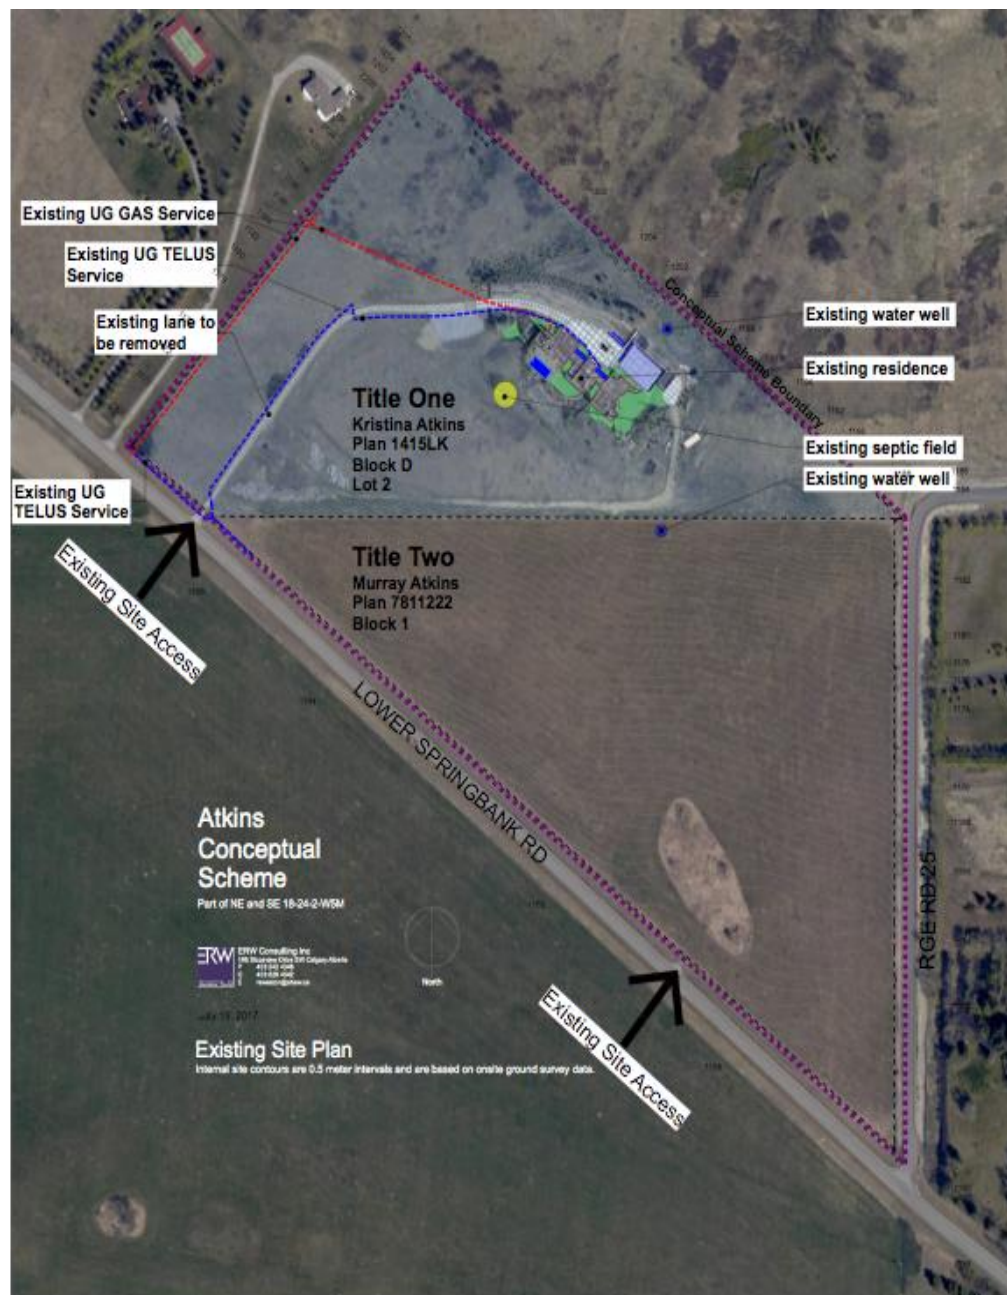 Existing UG GAS Service
Existing UG TELUS
Service
Existing lane to
be removed
Existing water well
Conceptual Scheme Boundary
Existing residence
Title One
Kristina Atkins
Plan 1415LK
Block D
Lot 2
Existing septic field
Existing water well
Existing UG
TELUS Service
Existing Site Access
Title Two
Murray Atkins
Plan 7811222
Block 1
LOWER SPRINGBANK RD
RGE RD 25
Atkins
Conceptual
Scheme
Part of NE and SE 18-24-2-W5M
ERW
ERW Consulting Inc
North
July 19, 2017
Existing Site Access
Existing Site Plan
Internal site contours are 0.5 meter intervals and are based on onsite ground survey data.